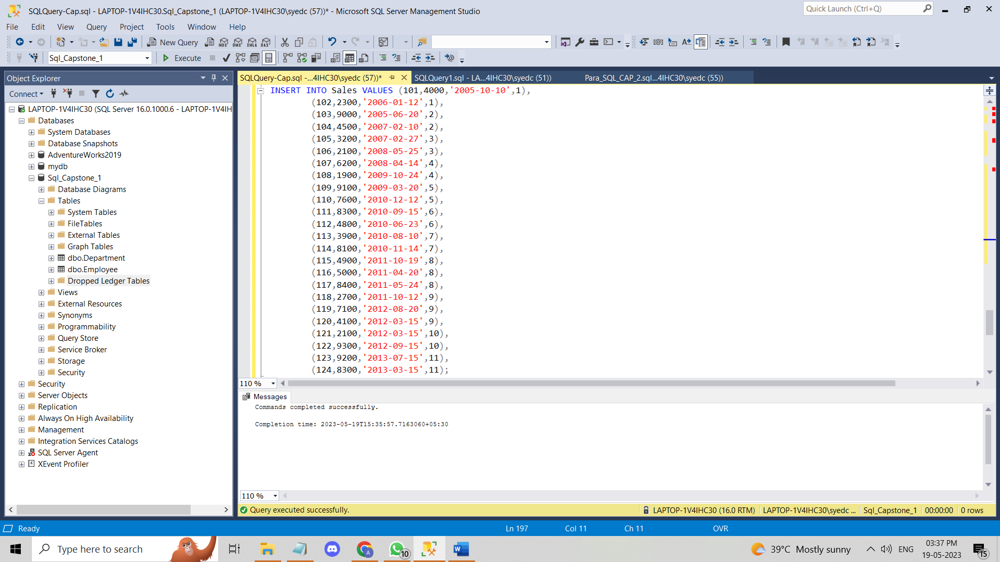 SQLQuery-Cap.sql - LAPTOP-1V4IHC30.Sql_Capstone_1 (LAPTOP-1V4IHC30\syedc (57))* - Microsoft SQL Server Management Studio
Quick Launch (Ctrl+Q)
File Edit View Query Project Tools Window Help
New Query MDX DMX XMLA DAX
Sql_Capstone_1 Execute
Object Explorer
Connect
LAPTOP-1V4IHC30 (SQL Server 16.0.1000.6 - LAPTOP-1V4IH
Databases
System Databases
Database Snapshots
AdventureWorks2019
mydb
Sql_Capstone_1
Database Diagrams
Tables
System Tables
FileTables
External Tables
Graph Tables
dbo.Department
dbo.Employee
Dropped Ledger Tables
Views
External Resources
Synonyms
Programmability
Query Store
Service Broker
Storage
Security
Security
Server Objects
Replication
Always On High Availability
Management
Integration Services Catalogs
SQL Server Agent
XEvent Profiler
SQLQuery-Cap.sql -...4IHC30\syedc (57))* SQLQuery1.sql - LA...4IHC30\syedc (51)) Para_SQL_CAP_2.sql...4IHC30\syedc (55))
INSERT INTO Sales VALUES (101,4000,'2005-10-10',1),
(102,2300,'2006-01-12',1),
(103,9000,'2005-06-20',2),
(104,4500,'2007-02-10',2),
(105,3200,'2007-02-27',3),
(106,2100,'2008-05-25',3),
(107,6200,'2008-04-14',4),
(108,1900,'2009-10-24',4),
(109,9100,'2009-03-20',5),
(110,7600,'2010-12-12',5),
(111,8300,'2010-09-15',6),
(112,4800,'2010-06-23',6),
(113,3900,'2010-08-10',7),
(114,8100,'2010-11-14',7),
(115,4900,'2011-10-19',8),
(116,5000,'2011-04-20',8),
(117,8400,'2011-05-24',8),
(118,2700,'2011-10-12',9),
(119,7100,'2012-08-20',9),
(120,4100,'2012-03-15',9),
(121,2100,'2012-03-15',10),
(122,9300,'2012-09-15',10),
(123,9200,'2013-07-15',11),
(124,8300,'2013-03-15',11);
110 %
Messages
Commands completed successfully.
Completion time: 2023-05-19T15:35:57.7163060+05:30
110 %
Query executed successfully. LAPTOP-1V4IHC30 (16.0 RTM) LAPTOP-1V4IHC30\syedc ... Sql_Capstone_1 00:00:00 0 rows
Ready Ln 197 Col 11 Ch 11 OVR
Type here to search 10 39°C Mostly sunny ENG 03:37 PM
19-05-2023 15